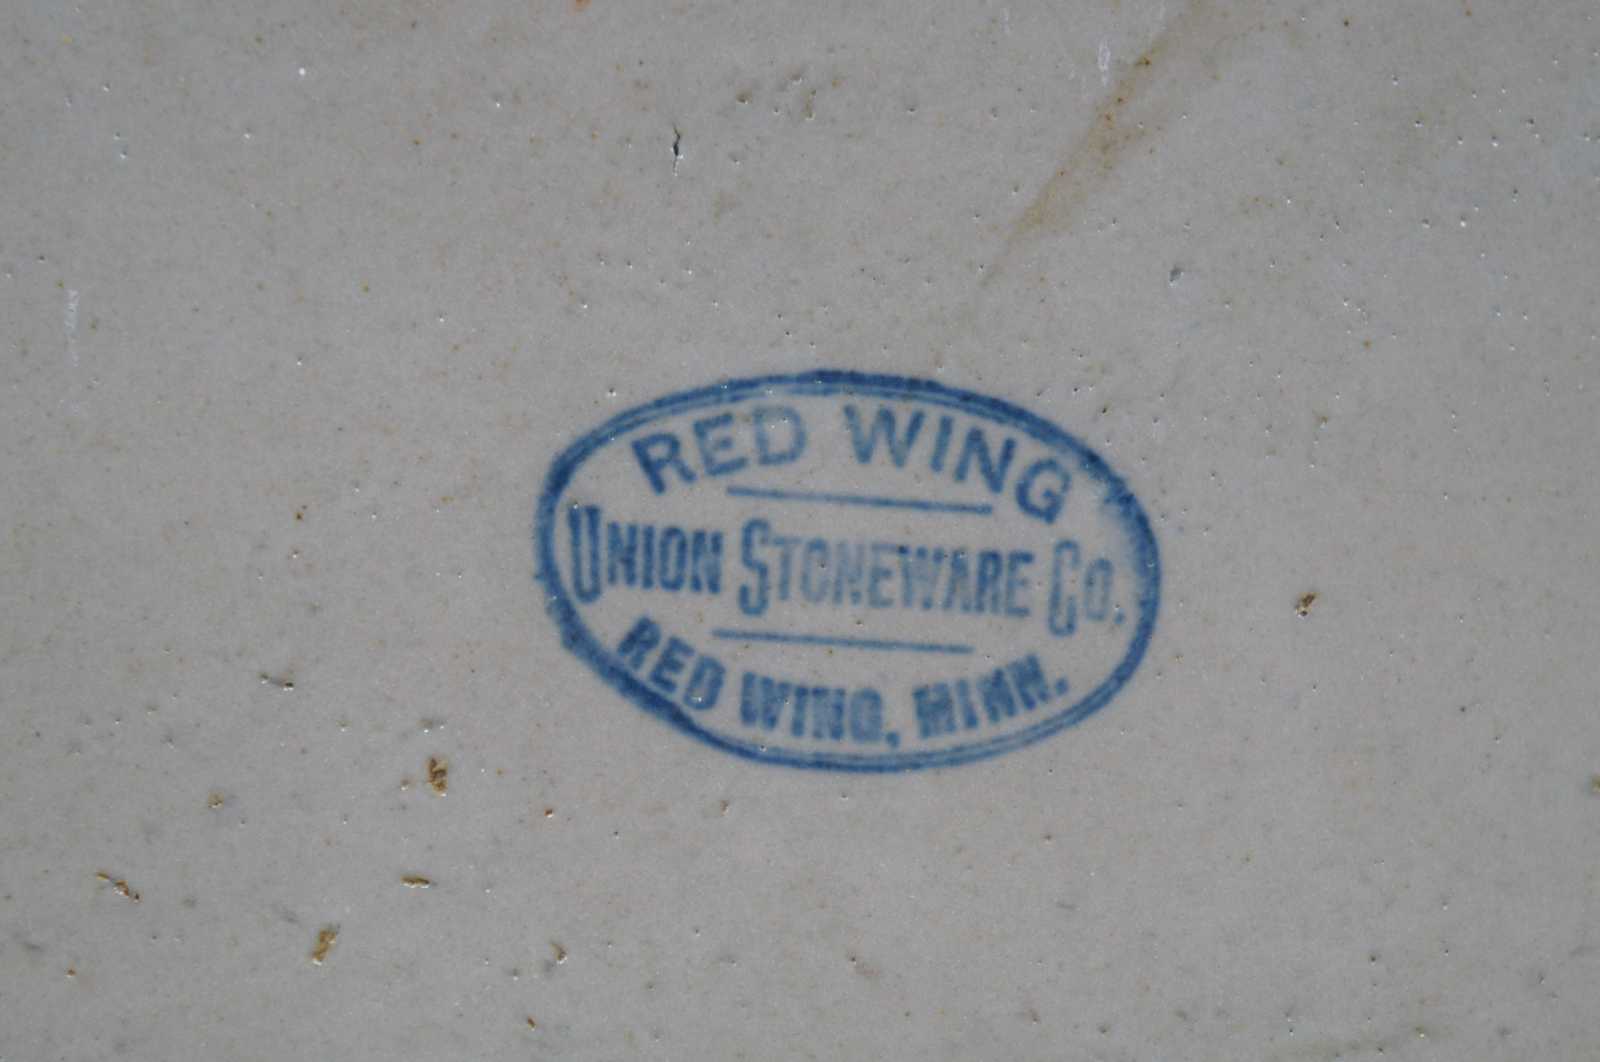 RED WING
UNION STONEWARE CO.
RED WING, MINN.